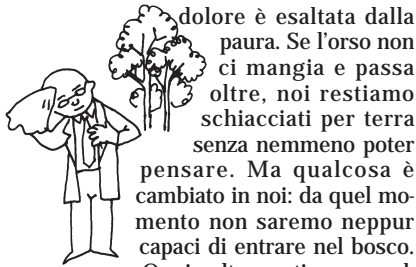 dolore è esaltata dalla
paura. Se l'orso non
ci mangia e passa
oltre, noi restiamo
schiacciati per terra
senza nemmeno poter
pensare. Ma qualcosa è
cambiato in noi: da quel mo-
mento non saremo neppur
capaci di entrare nel bosco.